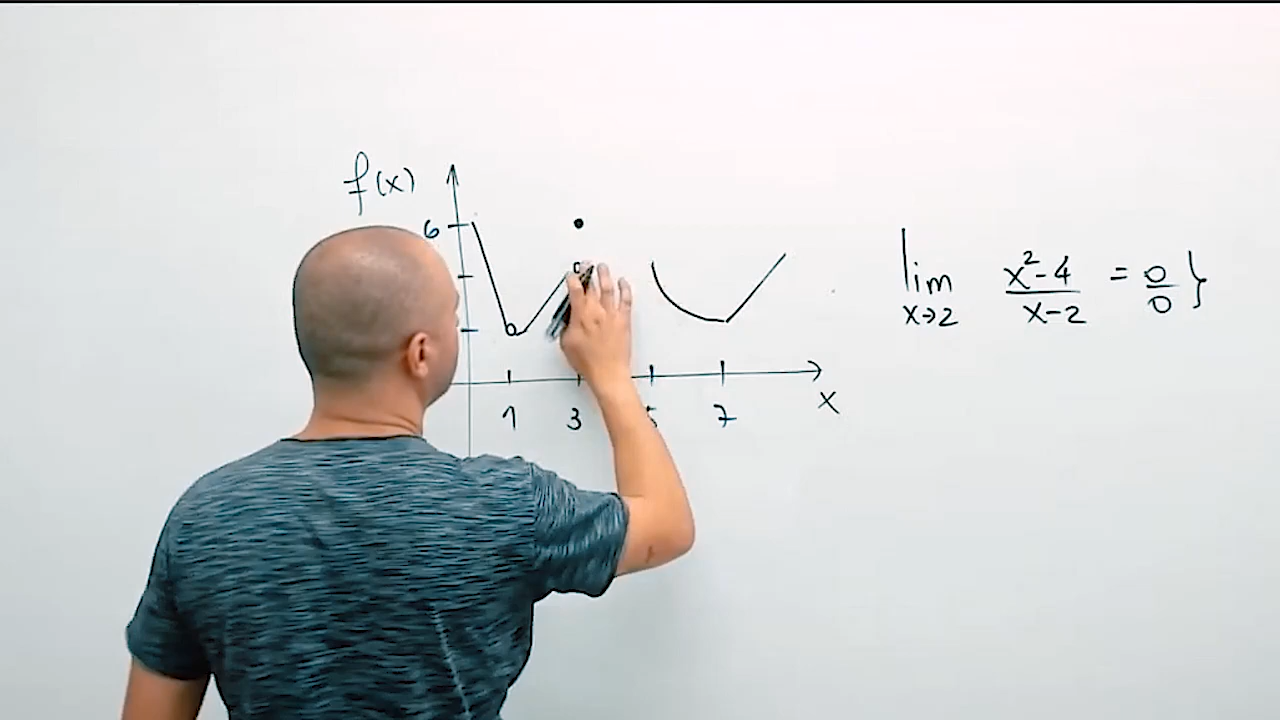 f(x)
6
1 3 7
x
lim x→2 x²-4 / x-2 = 0/0 }